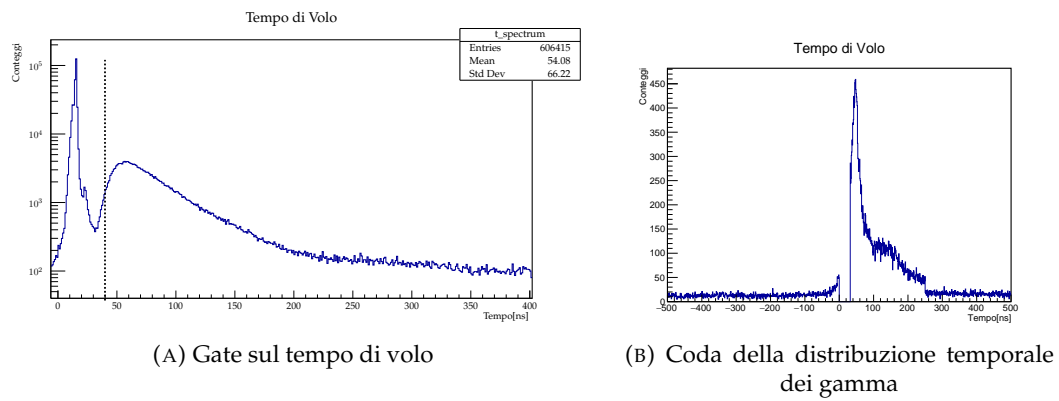 Tempo di Volo
t_spectrum
Entries 606415
Mean 54.08
Std Dev 66.22
Conteggi
10^5
10^4
10^3
10^2
0 50 100 150 200 250 300 350 400
Tempo[ns]
(A) Gate sul tempo di volo
Tempo di Volo
Conteggi
450
400
350
300
250
200
150
100
50
0
−500 −400 −300 −200 −100 0 100 200 300 400 500
Tempo[ns]
(B) Coda della distribuzione temporale
dei gamma